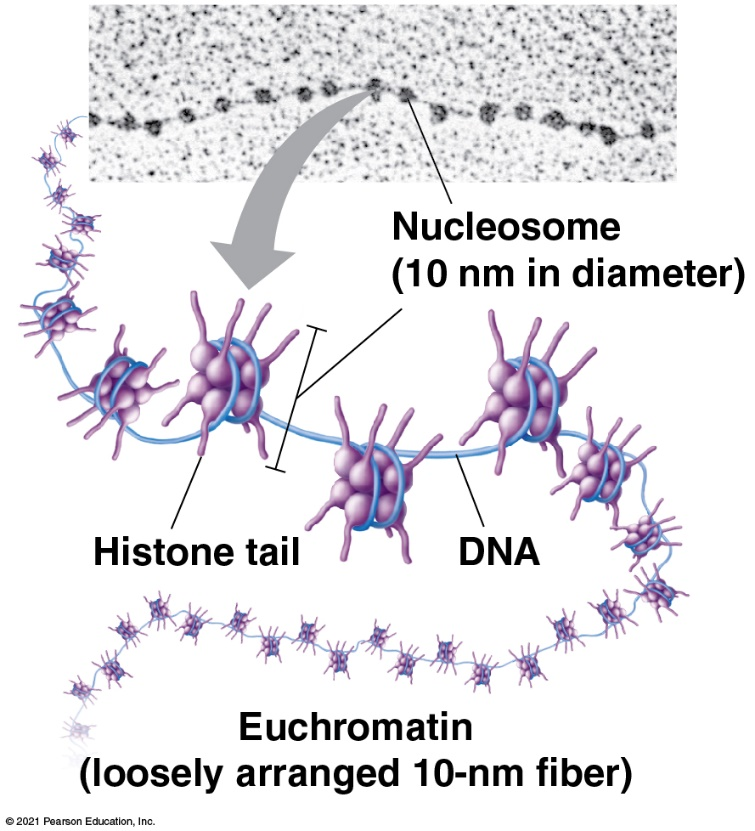 Nucleosome
(10 nm in diameter)
Histone tail
DNA
Euchromatin
(loosely arranged 10-nm fiber)
© 2021 Pearson Education, Inc.